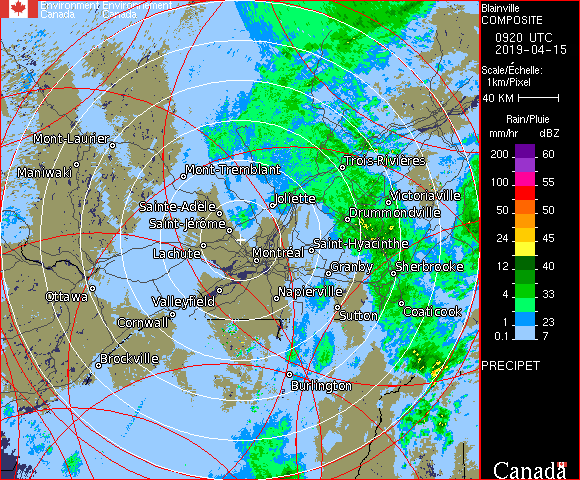 Environment Environnement
Canada Canada
Blainville
COMPOSITE
0920 UTC
2019-04-15
Scale/Échelle:
1km/Pixel
40 KM
Rain/Pluie
mm/hr dBZ
200 60
100 55
50 50
24 45
12 40
4 33
1 23
0.1 7
PRECIPET
Canada
Mont-Laurier
Maniwaki
Mont-Tremblant
Trois-Rivières
Victoriaville
Joliette
Sainte-Adele
Drummondville
Saint-Jérome
Saint-Hyacinthe
Lachute
Montréal
Granby
Sherbrooke
Ottawa
Valleyfield
Napierville
Coaticook
Cornwall
Sutton
Brockville
Burlington